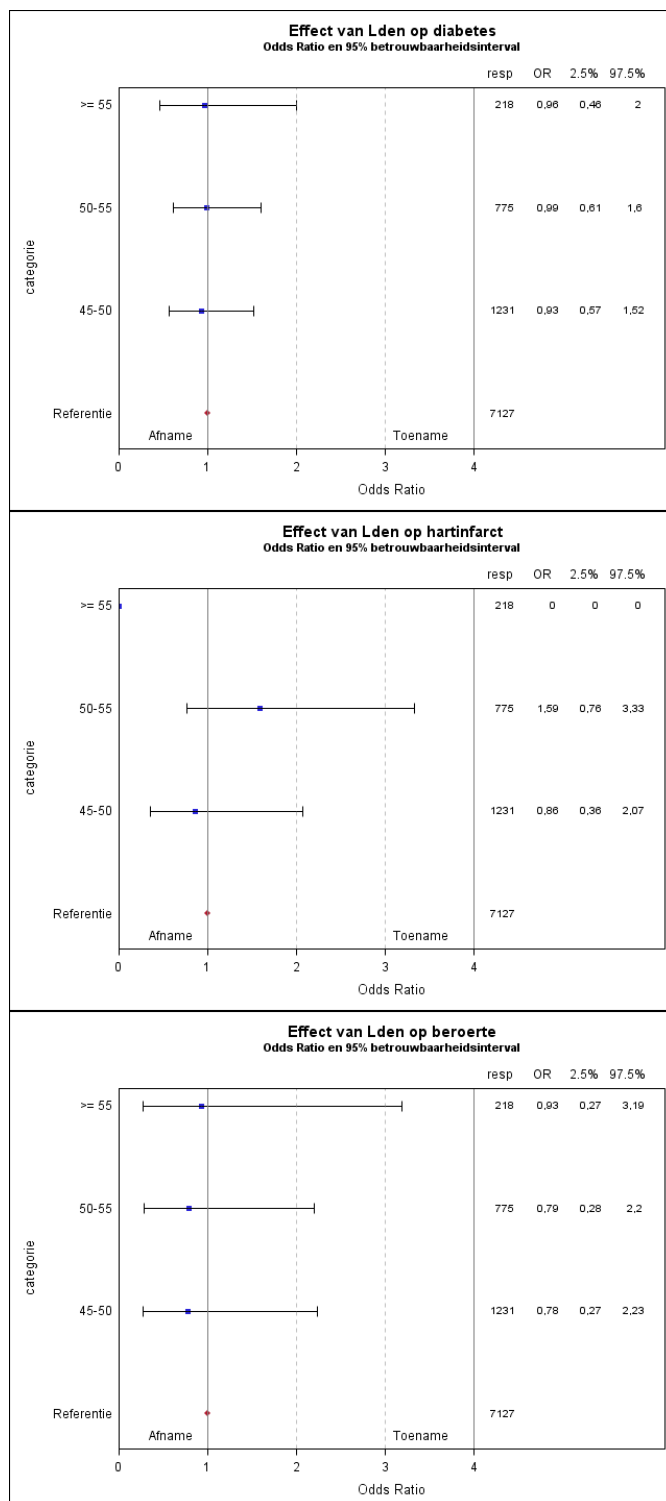 Effect van Lden op diabetes
Odds Ratio en 95% betrouwbaarheidsinterval
resp OR 2.5% 97.5%
>= 55 218 0,96 0,46 2
50-55 775 0,99 0,61 1,6
categorie
45-50 1231 0,93 0,57 1,52
Referentie 7127
Afname Toename
0 1 2 3 4
Odds Ratio
Effect van Lden op hartinfarct
Odds Ratio en 95% betrouwbaarheidsinterval
resp OR 2.5% 97.5%
>= 55 218 0 0 0
50-55 775 1,59 0,76 3,33
categorie
45-50 1231 0,86 0,36 2,07
Referentie 7127
Afname Toename
0 1 2 3 4
Odds Ratio
Effect van Lden op beroerte
Odds Ratio en 95% betrouwbaarheidsinterval
resp OR 2.5% 97.5%
>= 55 218 0,93 0,27 3,19
50-55 775 0,79 0,28 2,2
categorie
45-50 1231 0,78 0,27 2,23
Referentie 7127
Afname Toename
0 1 2 3 4
Odds Ratio